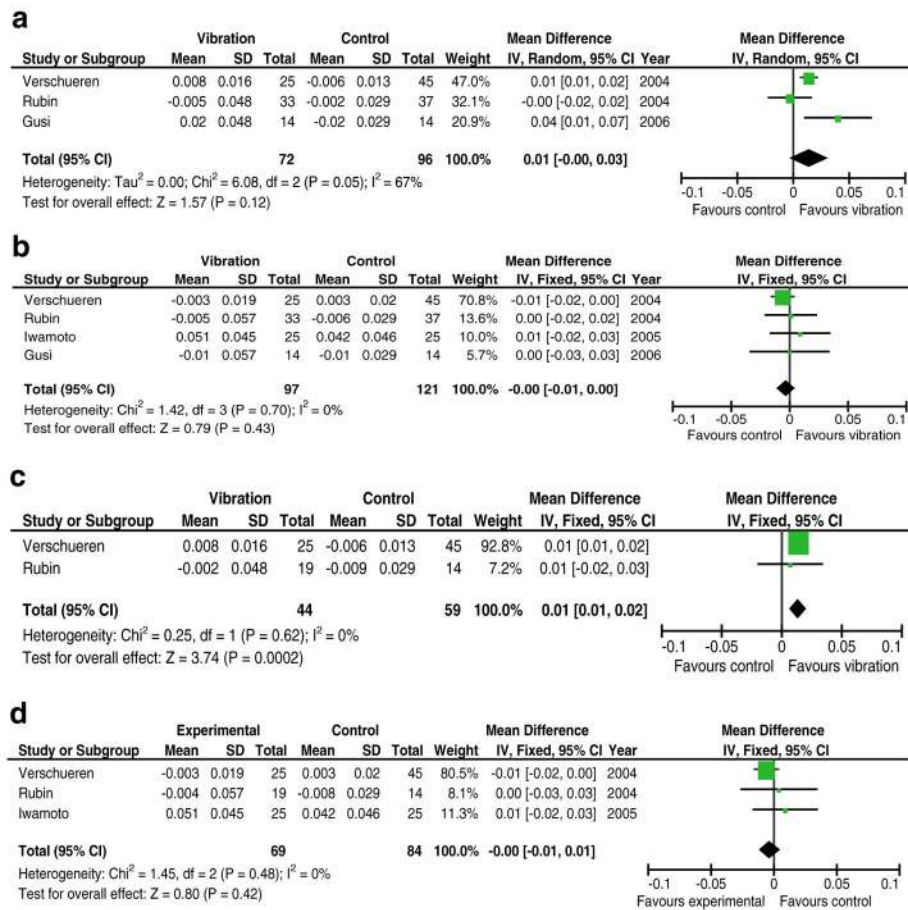 a
Vibration Control Mean Difference Mean Difference
Study or Subgroup Mean SD Total Mean SD Total Weight IV, Random, 95% CI Year IV, Random, 95% CI
Verschueren 0.008 0.016 25 -0.006 0.013 45 47.0% 0.01 [0.01, 0.02] 2004
Rubin -0.005 0.048 33 -0.002 0.029 37 32.1% -0.00 [-0.02, 0.02] 2004
Gusi 0.02 0.048 14 -0.02 0.029 14 20.9% 0.04 [0.01, 0.07] 2006
Total (95% CI) 72 96 100.0% 0.01 [-0.00, 0.03]
Heterogeneity: Tau² = 0.00; Chi² = 6.08, df = 2 (P = 0.05); I² = 67%
Test for overall effect: Z = 1.57 (P = 0.12)
-0.1 -0.05 0 0.05 0.1
Favours control Favours vibration
b
Vibration Control Mean Difference Mean Difference
Study or Subgroup Mean SD Total Mean SD Total Weight IV, Fixed, 95% CI Year IV, Fixed, 95% CI
Verschueren -0.003 0.019 25 0.003 0.02 45 70.8% -0.01 [-0.02, 0.00] 2004
Rubin -0.005 0.057 33 -0.006 0.029 37 13.6% 0.00 [-0.02, 0.02] 2004
Iwamoto 0.051 0.045 25 0.042 0.046 25 10.0% 0.01 [-0.02, 0.03] 2005
Gusi -0.01 0.057 14 -0.01 0.029 14 5.7% 0.00 [-0.03, 0.03] 2006
Total (95% CI) 97 121 100.0% -0.00 [-0.01, 0.00]
Heterogeneity: Chi² = 1.42, df = 3 (P = 0.70); I² = 0%
Test for overall effect: Z = 0.79 (P = 0.43)
-0.1 -0.05 0 0.05 0.1
Favours control Favours vibration
c
Vibration Control Mean Difference Mean Difference
Study or Subgroup Mean SD Total Mean SD Total Weight IV, Fixed, 95% CI IV, Fixed, 95% CI
Verschueren 0.008 0.016 25 -0.006 0.013 45 92.8% 0.01 [0.01, 0.02]
Rubin -0.002 0.048 19 -0.009 0.029 14 7.2% 0.01 [-0.02, 0.03]
Total (95% CI) 44 59 100.0% 0.01 [0.01, 0.02]
Heterogeneity: Chi² = 0.25, df = 1 (P = 0.62); I² = 0%
Test for overall effect: Z = 3.74 (P = 0.0002)
-0.1 -0.05 0 0.05 0.1
Favours control Favours vibration
d
Experimental Control Mean Difference Mean Difference
Study or Subgroup Mean SD Total Mean SD Total Weight IV, Fixed, 95% CI Year IV, Fixed, 95% CI
Verschueren -0.003 0.019 25 0.003 0.02 45 80.5% -0.01 [-0.02, 0.00] 2004
Rubin -0.004 0.057 19 -0.008 0.029 14 8.1% 0.00 [-0.03, 0.03] 2004
Iwamoto 0.051 0.045 25 0.042 0.046 25 11.3% 0.01 [-0.02, 0.03] 2005
Total (95% CI) 69 84 100.0% -0.00 [-0.01, 0.01]
Heterogeneity: Chi² = 1.45, df = 2 (P = 0.48); I² = 0%
Test for overall effect: Z = 0.80 (P = 0.42)
-0.1 -0.05 0 0.05 0.1
Favours experimental Favours control